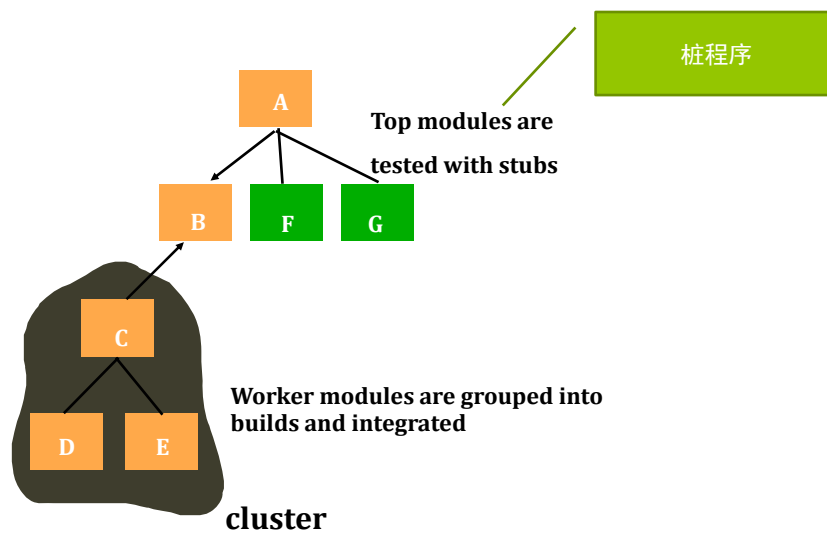 桩程序
A
Top modules are
tested with stubs
B
F
G
C
Worker modules are grouped into
builds and integrated
D
E
cluster